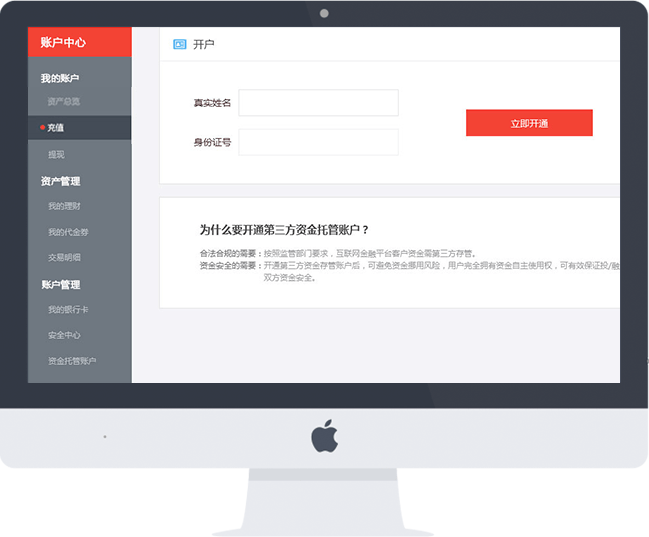 账户中心
我的账户
资产总览
充值
提现
资产管理
我的理财
我的代金券
交易明细
账户管理
我的银行卡
安全中心
资金托管账户
开户
真实姓名
身份证号
立即开通
为什么要开通第三方资金托管账户？
合法合规的需要：按照监管部门要求，互联网金融平台客户资金需第三方存管。
资金安全的需要：开通第三方资金存管账户后，可避免资金挪用风险，用户完全拥有资金自主使用权，可有效保证投/融
双方资金安全。